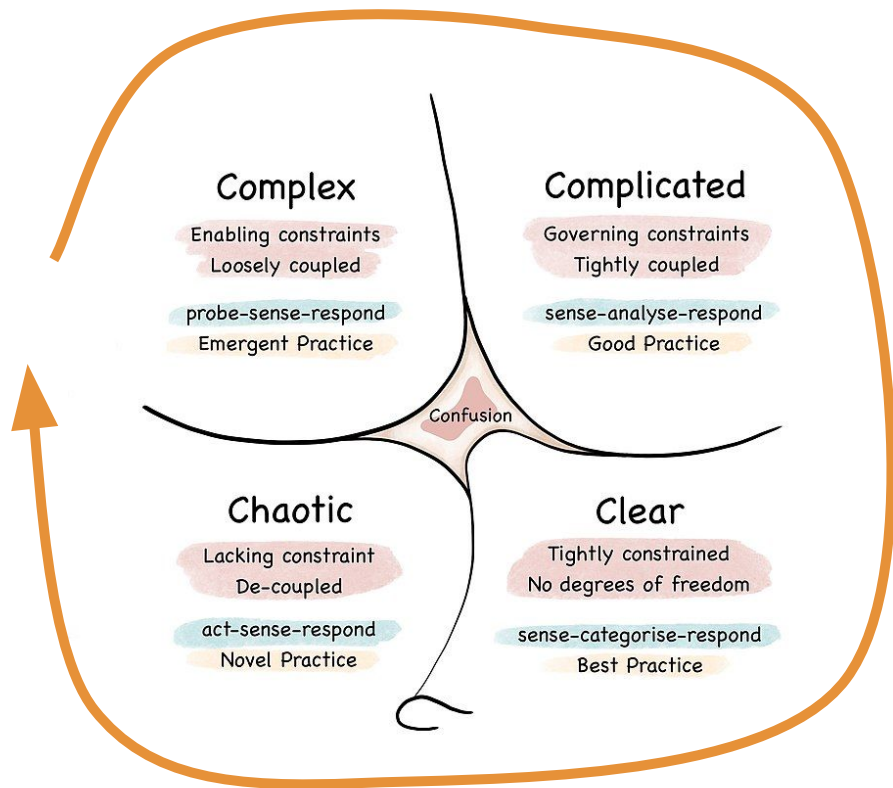 Complex
Enabling constraints
Loosely coupled
probe-sense-respond
Emergent Practice
Complicated
Governing constraints
Tightly coupled
sense-analyse-respond
Good Practice
Confusion
Chaotic
Lacking constraint
De-coupled
act-sense-respond
Novel Practice
Clear
Tightly constrained
No degrees of freedom
sense-categorise-respond
Best Practice